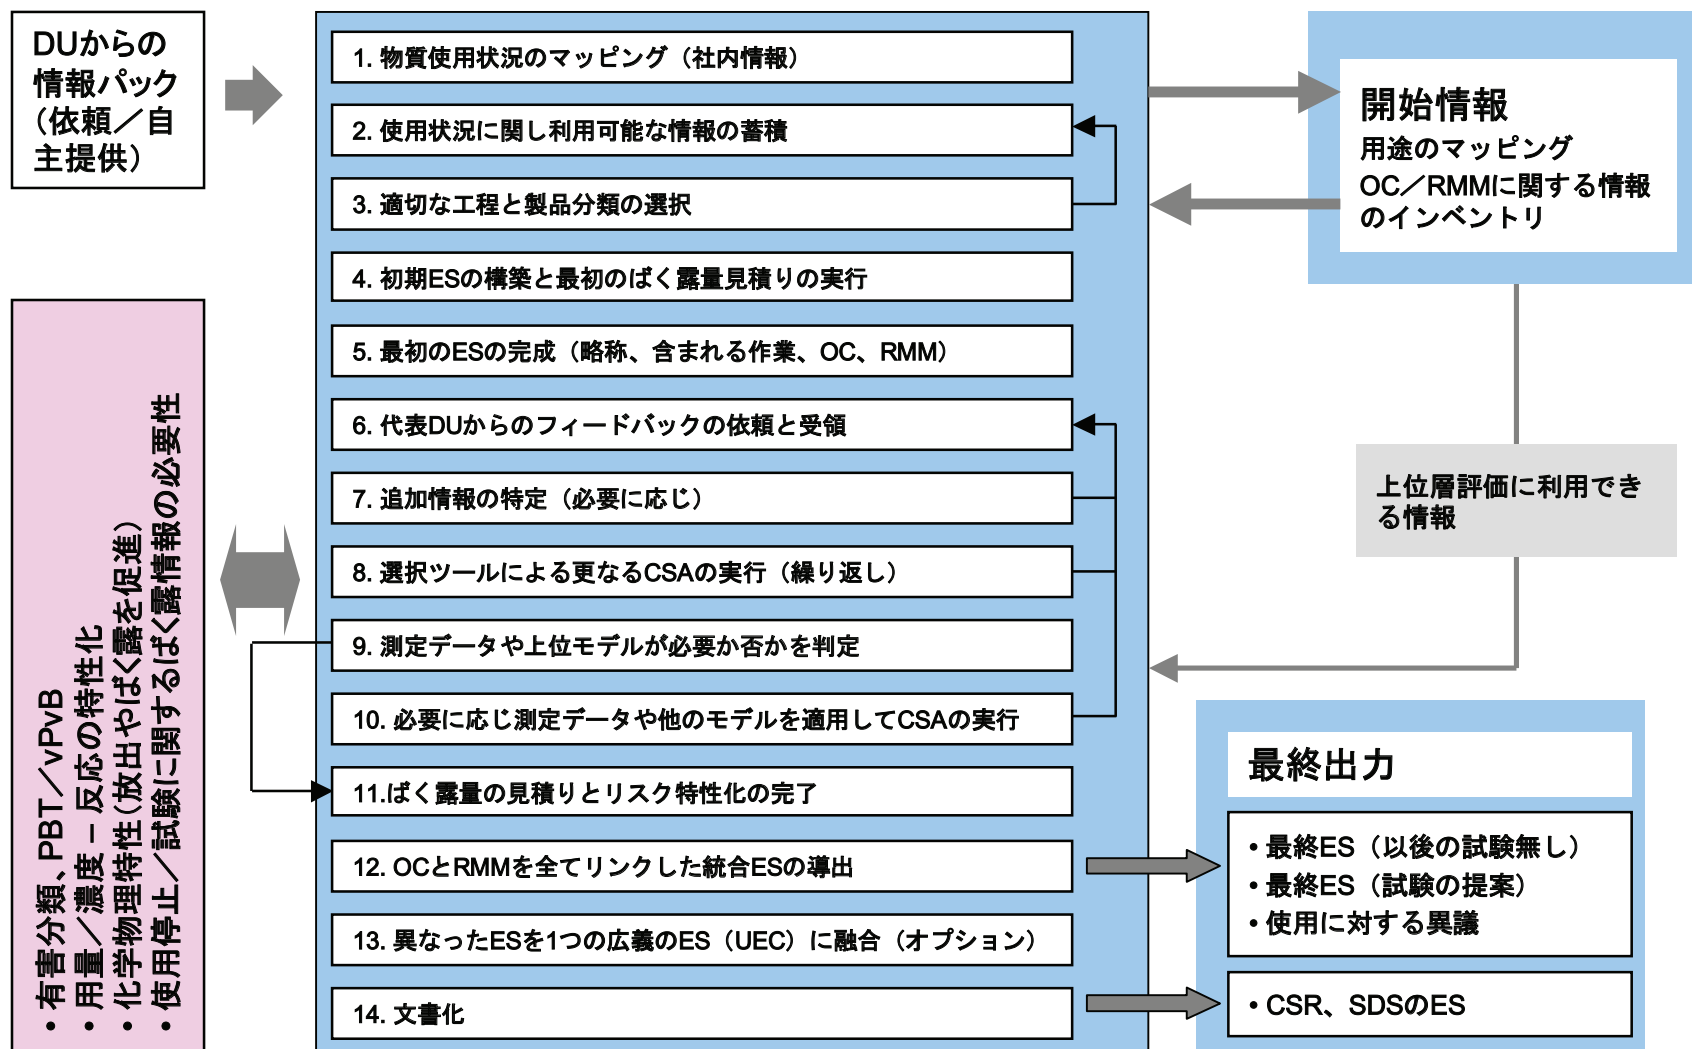 DUからの
情報パック
（依頼／自
主提供）
1. 物質使用状況のマッピング（社内情報）
2. 使用状況に関し利用可能な情報の蓄積
3. 適切な工程と製品分類の選択
4. 初期ESの構築と最初のばく露量見積りの実行
5. 最初のESの完成（略称、含まれる作業、OC、RMM）
6. 代表DUからのフィードバックの依頼と受領
7. 追加情報の特定（必要に応じ）
8. 選択ツールによる更なるCSAの実行（繰り返し）
9. 測定データや上位モデルが必要か否かを判定
10. 必要に応じ測定データや他のモデルを適用してCSAの実行
11.ばく露量の見積りとリスク特性化の完了
12. OCとRMMを全てリンクした統合ESの導出
13. 異なったESを1つの広義のES（UEC）に融合（オプション）
14. 文書化
開始情報
用途のマッピング
OC／RMMに関する情報
のインベントリ
上位層評価に利用でき
る情報
最終出力
• 最終ES（以後の試験無し）
• 最終ES（試験の提案）
• 使用に対する異議
• CSR、SDSのES
• 有害分類、PBT／vPvB
• 用量／濃度－反応の特性化
• 化学物理特性（放出やばく露を促進）
• 使用停止／試験に関するばく露情報の必要性